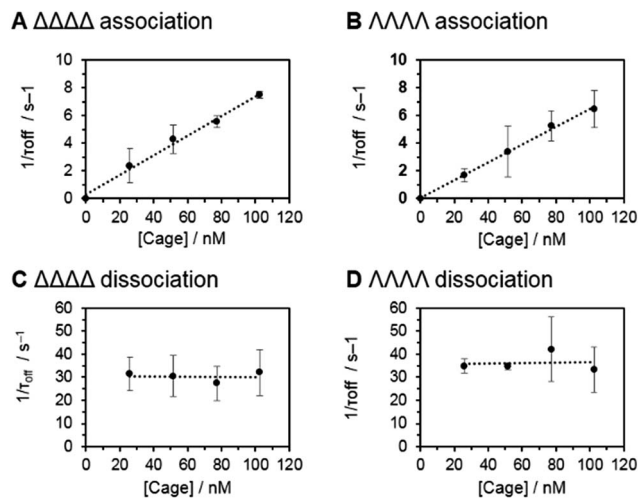 A ΔΔΔΔ association
1/τoff / s–1
8
6
4
2
0
0 20 40 60 80 100 120
[Cage] / nM
B ΛΛΛΛ association
1/τoff / s–1
8
6
4
2
0
0 20 40 60 80 100 120
[Cage] / nM
C ΔΔΔΔ dissociation
1/τoff / s⁻¹
60
50
40
30
20
10
0
0 20 40 60 80 100 120
[Cage] / nM
D ΛΛΛΛ dissociation
1/τoff / s–1
60
50
40
30
20
10
0
0 20 40 60 80 100 120
[Cage] / nM